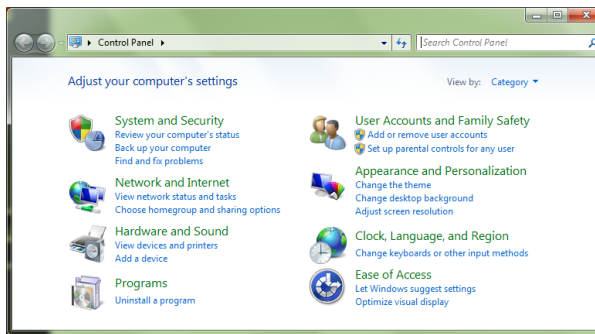 Control Panel
Search Control Panel
Adjust your computer's settings
View by: Category
System and Security
Review your computer's status
Back up your computer
Find and fix problems
Network and Internet
View network status and tasks
Choose homegroup and sharing options
Hardware and Sound
View devices and printers
Add a device
Programs
Uninstall a program
User Accounts and Family Safety
Add or remove user accounts
Set up parental controls for any user
Appearance and Personalization
Change the theme
Change desktop background
Adjust screen resolution
Clock, Language, and Region
Change keyboards or other input methods
Ease of Access
Let Windows suggest settings
Optimize visual display